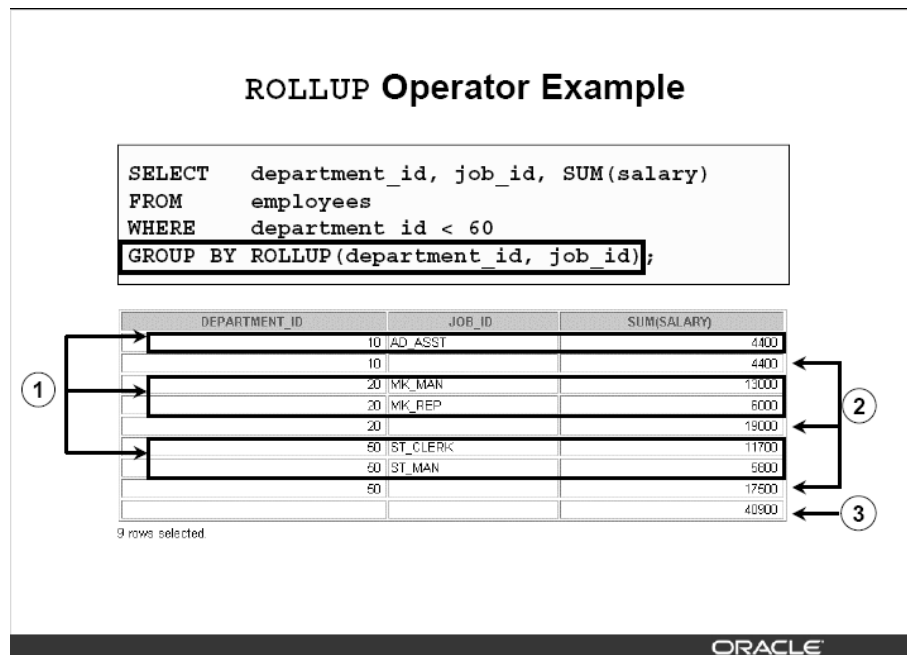 ROLLUP Operator Example
SELECT department_id, job_id, SUM(salary)
FROM employees
WHERE department_id < 60
GROUP BY ROLLUP(department_id, job_id);
DEPARTMENT_ID JOB_ID SUM(SALARY)
10 AD_ASST 4400
10 4400
20 MK_MAN 13000
20 MK_REP 6000
20 19000
50 ST_CLERK 11700
50 ST_MAN 5800
50 17500
40900
1
2
3
9 rows selected.
ORACLE